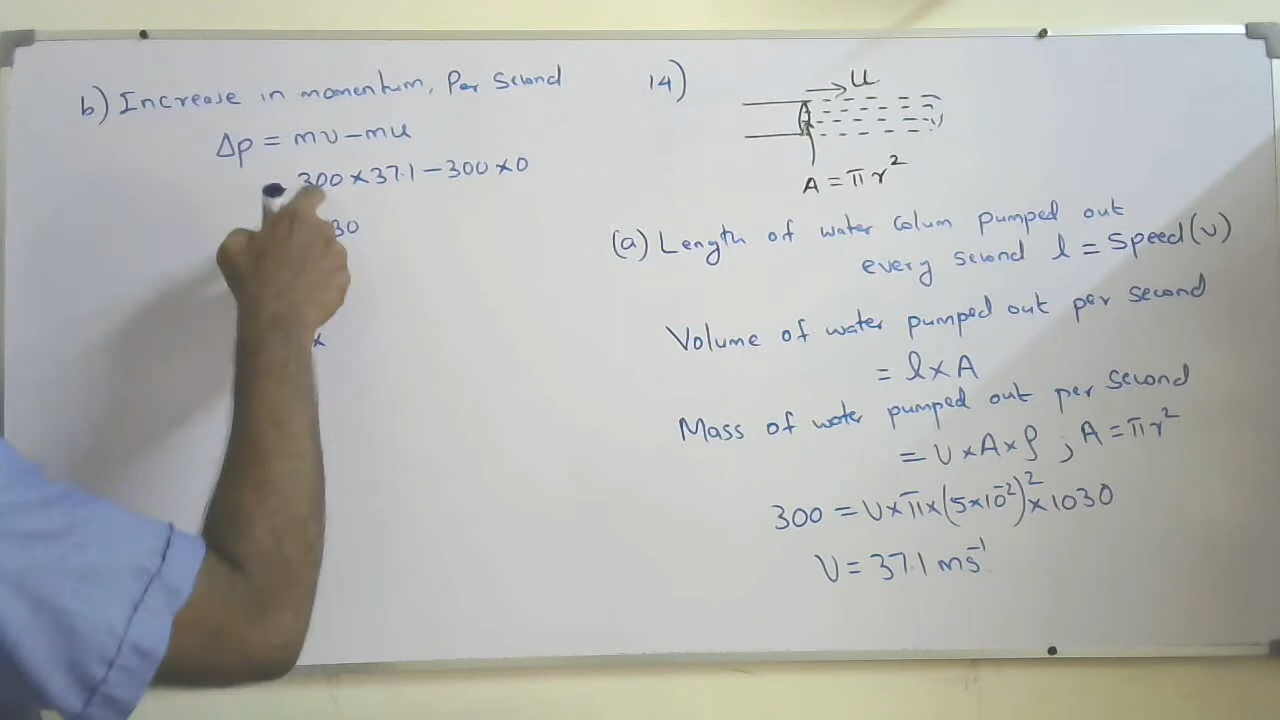 b) Increase in momentum, Per Second
Δp = mv - mu
300 × 37.1 - 300 × 0
30
×
14)
u
A = πr²
(a) Length of water colum pumped out
every second l = Speed(v)
Volume of water pumped out per second
= l × A
Mass of water pumped out per second
= v × A × ρ , A = πr²
300 = v × π × (5 × 10⁻²)² × 1030
v = 37.1 ms⁻¹